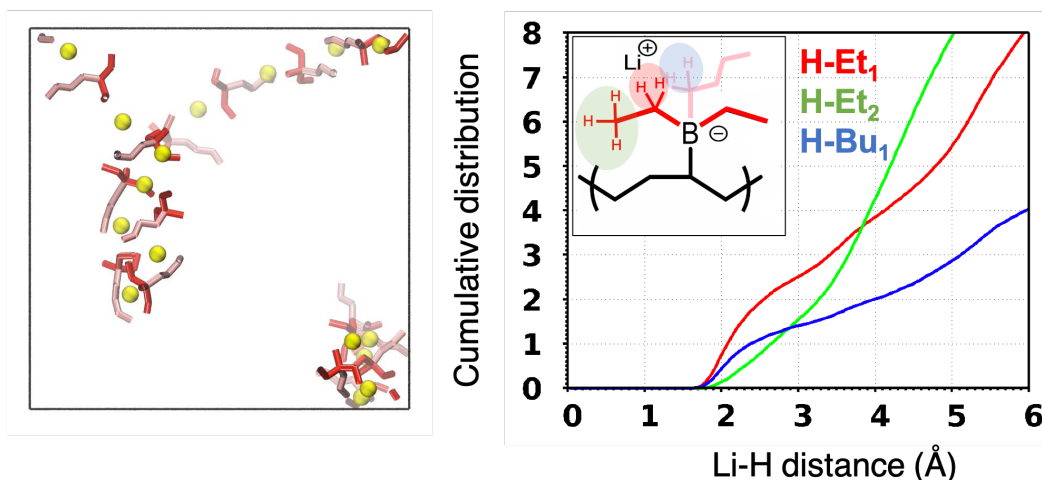 Cumulative distribution
8
7
6
5
4
3
2
1
0
0 1 2 3 4 5 6
Li-H distance (Å)
H-Et₁
H-Et₂
H-Bu₁
Li⊕
H
H
H H
H
H
H
B ⊖
( )